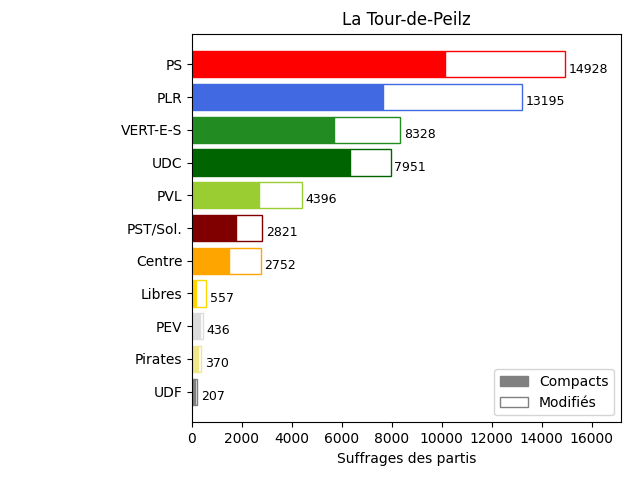 La Tour-de-Peilz
PS 14928
PLR 13195
VERT-E-S 8328
UDC 7951
PVL 4396
PST/Sol. 2821
Centre 2752
Libres 557
PEV 436
Pirates 370
UDF 207
Compacts
Modifiés
0 2000 4000 6000 8000 10000 12000 14000 16000
Suffrages des partis